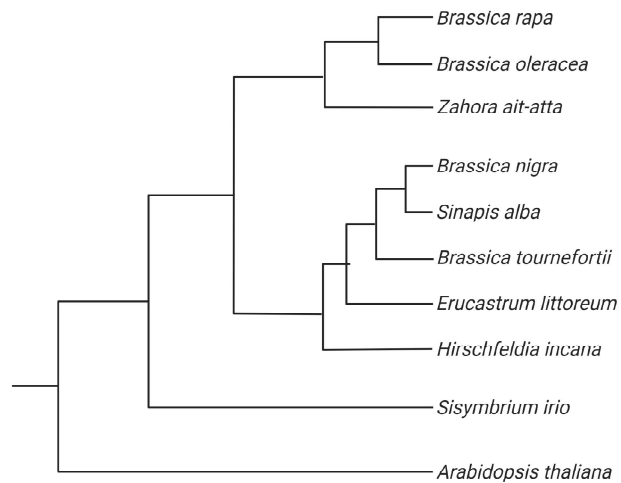 Brassica rapa
Brassica oleracea
Zahora ait-atta
Brassica nigra
Sinapis alba
Brassica tournefortii
Erucastrum littoreum
Hirschfeldia incana
Sisymbrium irio
Arabidopsis thaliana